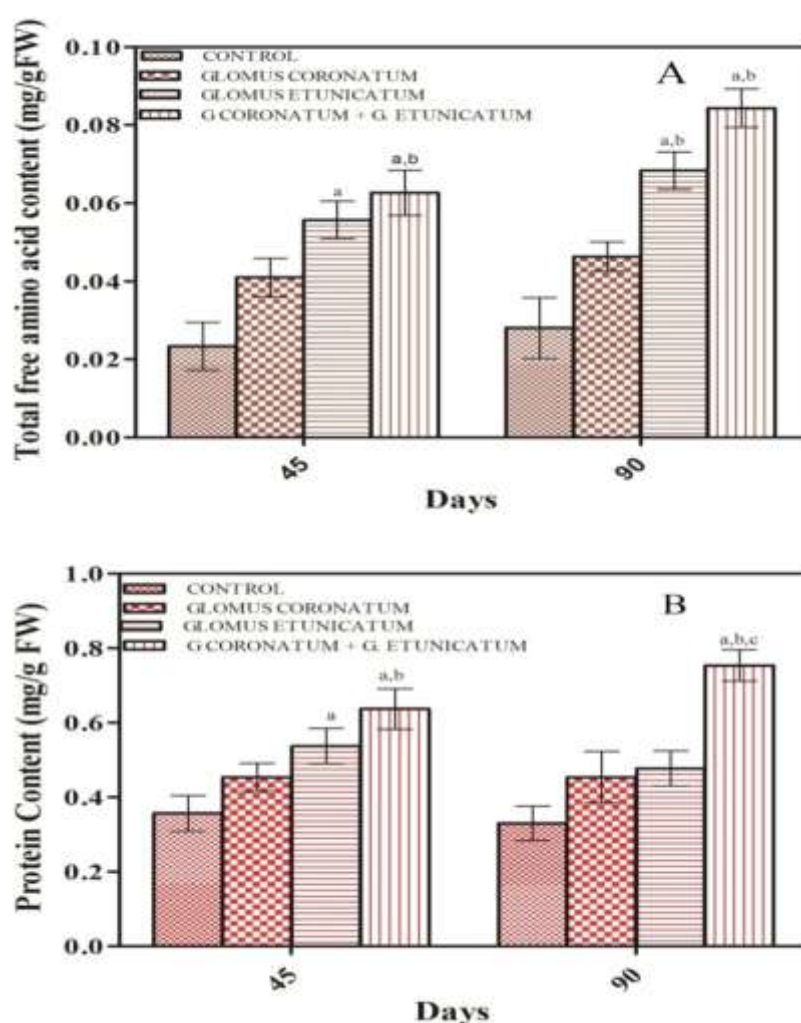 Total free amino acid content (mg/gFW)
0.10
0.08
0.06
0.04
0.02
0.00
CONTROL
GLOMUS CORONATUM
GLOMUS ETUNICATUM
G CORONATUM + G. ETUNICATUM
A
a
a,b
a,b
a,b
45
90
Days
Protein Content (mg/g FW)
1.0
0.8
0.6
0.4
0.2
0.0
CONTROL
GLOMUS CORONATUM
GLOMUS ETUNICATUM
G CORONATUM + G. ETUNICATUM
B
a
a,b
a,b,c
45
90
Days